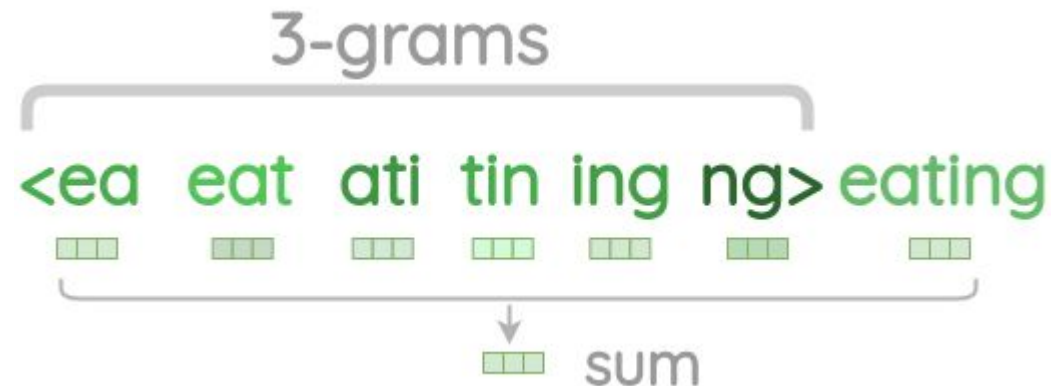 3-grams
<ea eat ati tin ing ng> eating
sum